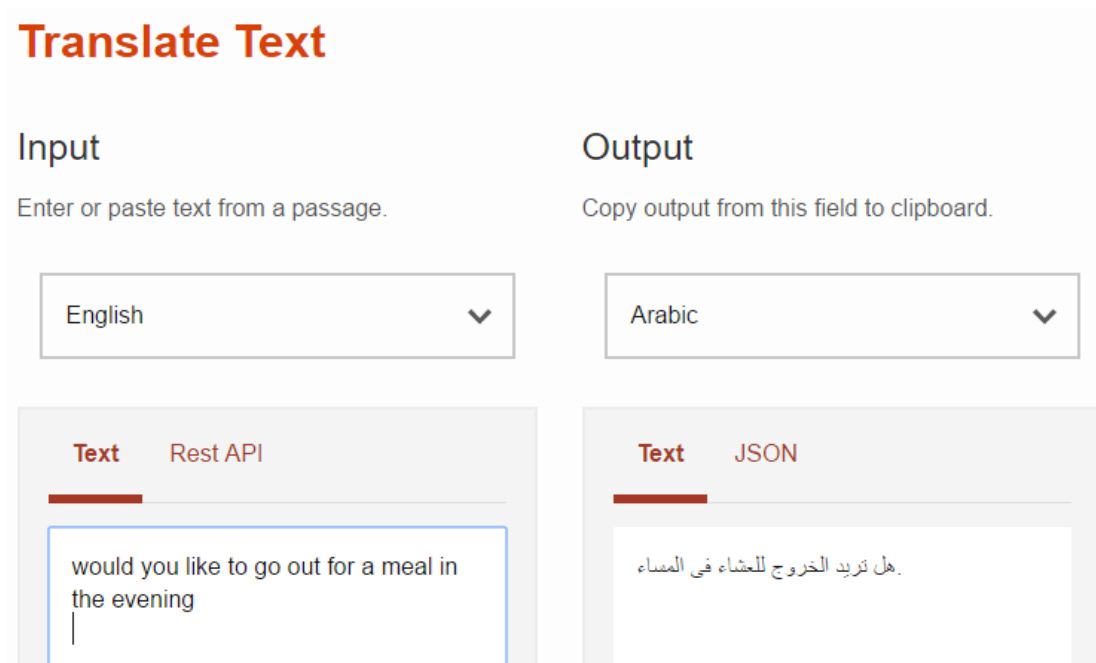 Translate Text
Input
Enter or paste text from a passage.
English
Text Rest API
would you like to go out for a meal in
the evening
Output
Copy output from this field to clipboard.
Arabic
Text JSON
هل تريد الخروج للعشاء فى المساء.